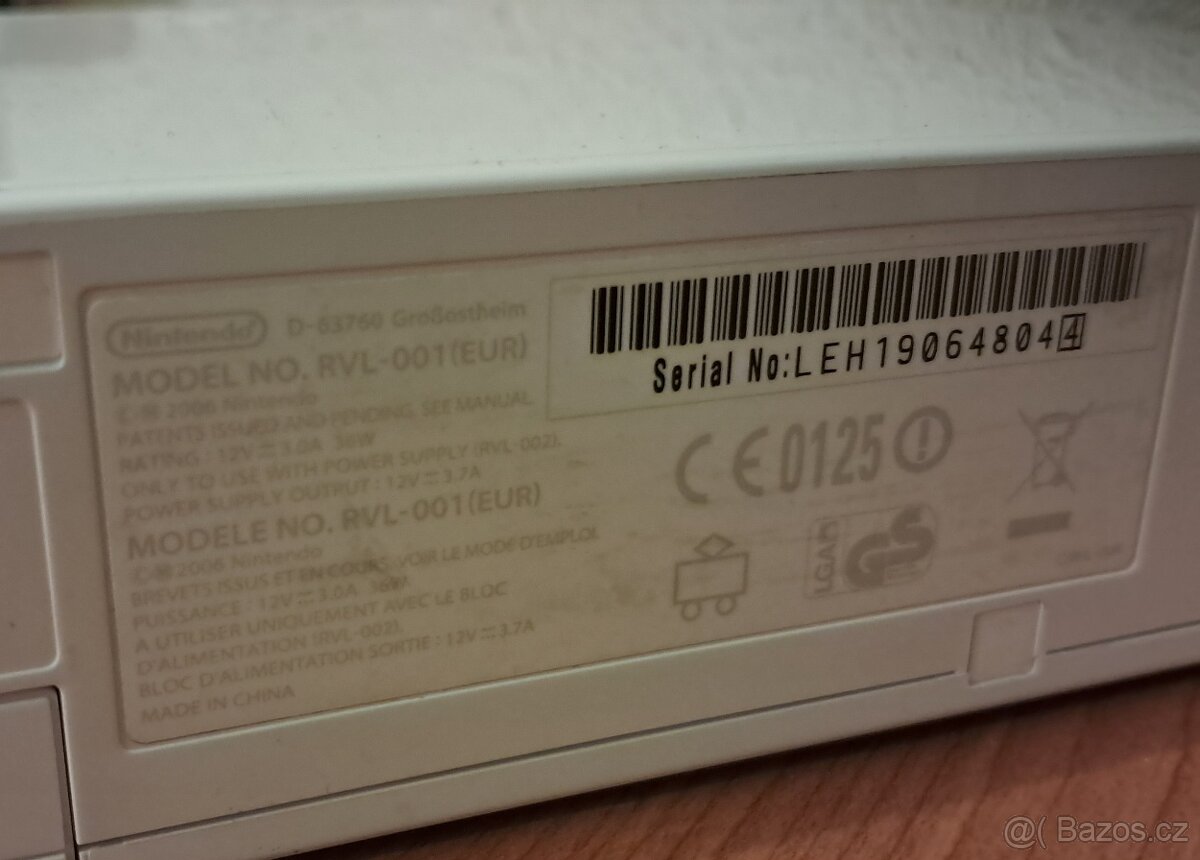 Nintendo D-63760 Großostheim
MODEL NO. RVL-001(EUR)
2006 Nintendo
PATENTS ISSUED AND PENDING, SEE MANUAL
RATING : 12V 3.0A 36W
ONLY TO USE WITH POWER SUPPLY (RVL-002).
POWER SUPPLY OUTPUT : 12V 3.7A
MODELE NO. RVL-001(EUR)
2006 Nintendo
BREVETS ISSUS ET EN COURS, VOIR LE MODE D'EMPLOI.
PUISSANCE : 12V 3.0A 36W
A UTILISER UNIQUEMENT AVEC LE BLOC
D'ALIMENTATION (RVL-002).
BLOC D'ALIMENTATION SORTIE : 12V 3.7A
MADE IN CHINA
Serial No:LEH190648044
CE0125
LGA
GS
@( Bazos.cz